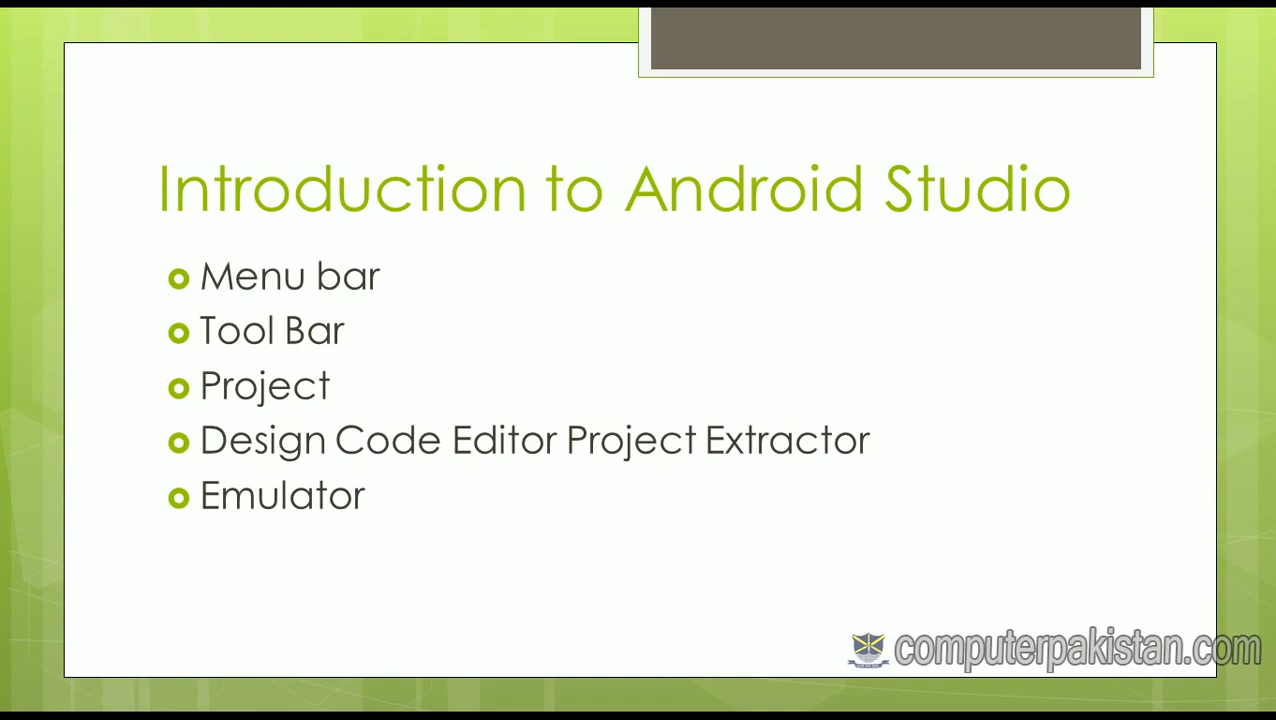 Introduction to Android Studio
Menu bar
Tool Bar
Project
Design Code Editor Project Extractor
Emulator
computerpakistan.com